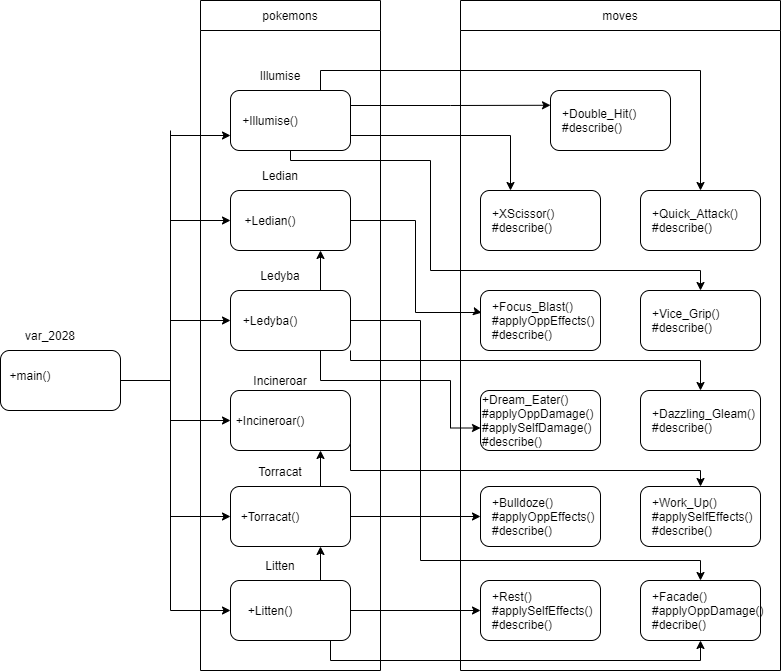 pokemons
moves
Illumise
+Illumise()
+Double_Hit()
#describe()
Ledian
+Ledian()
+XScissor()
#describe()
+Quick_Attack()
#describe()
Ledyba
+Ledyba()
+Focus_Blast()
#applyOppEffects()
#describe()
+Vice_Grip()
#describe()
var_2028
+main()
Incineroar
+Incineroar()
+Dream_Eater()
#applyOppDamage()
#applySelfDamage()
#describe()
+Dazzling_Gleam()
#describe()
Torracat
+Torracat()
+Bulldoze()
#applyOppEffects()
#describe()
+Work_Up()
#applySelfEffects()
#describe()
Litten
+Litten()
+Rest()
#applySelfEffects()
#describe()
+Facade()
#applyOppDamage()
#decribe()